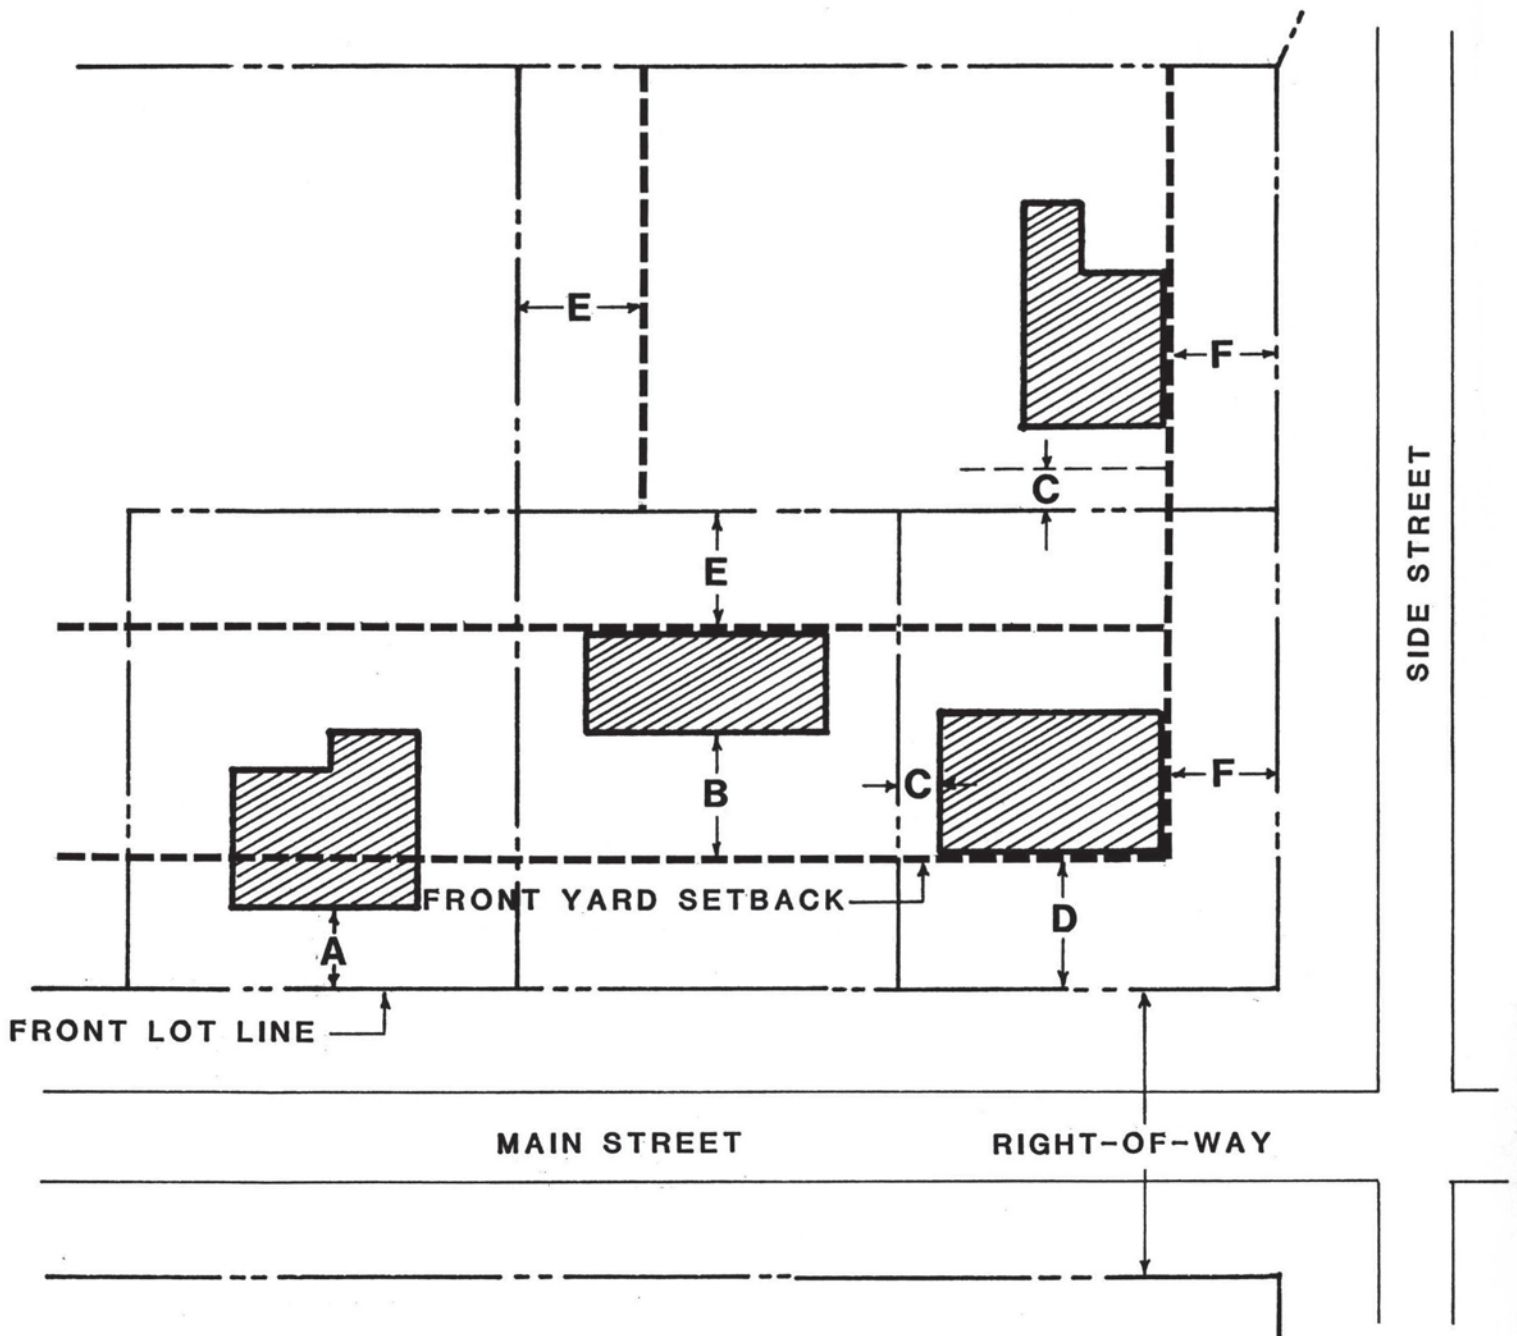 E
F
C
E
SIDE STREET
B
C
F
FRONT YARD SETBACK
D
A
FRONT LOT LINE
MAIN STREET
RIGHT-OF-WAY